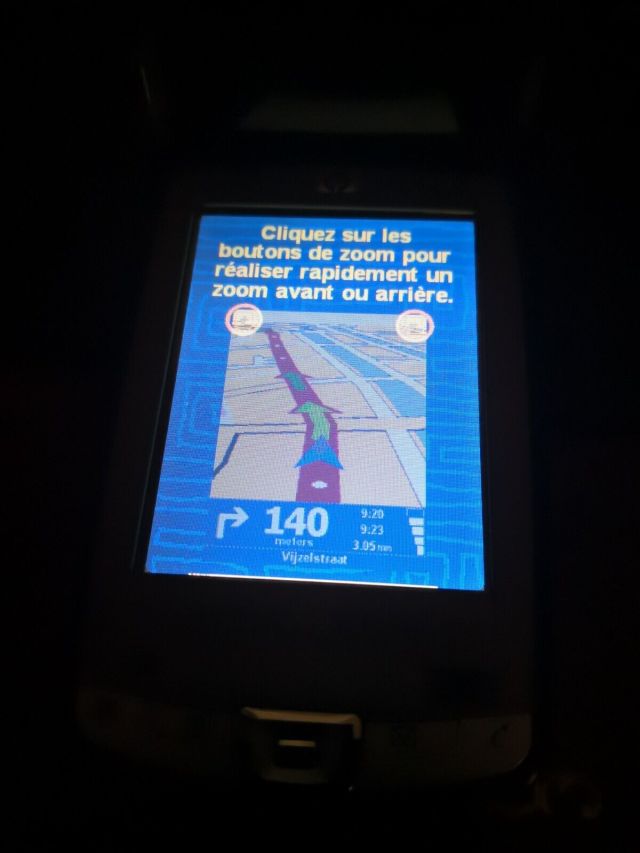 Cliquez sur les
boutons de zoom pour
réaliser rapidement un
zoom avant ou arrière.
140
meters
9:20
9:23
3.05 min
Vijzelstraat